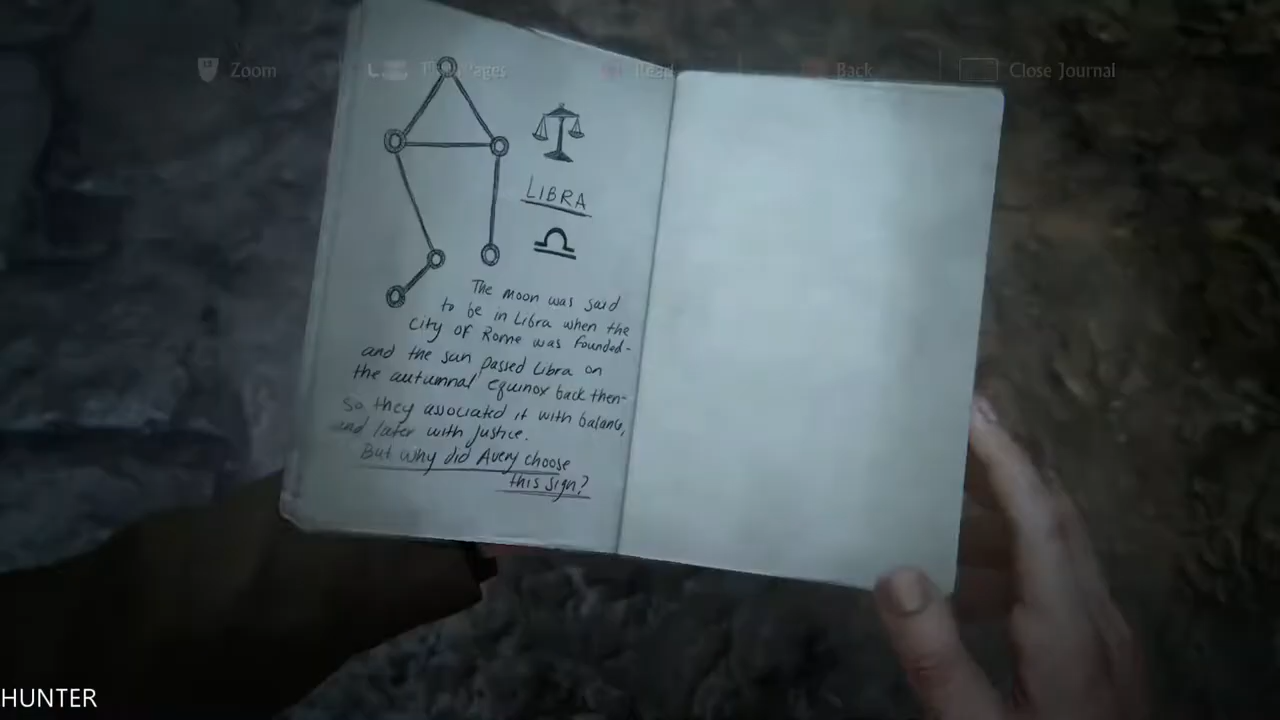 Zoom
Back
Close Journal
LIBRA
The moon was said
to be in Libra when the
City of Rome was founded-
and the sun passed Libra on
the autumnal equinox back then-
so they associated it with balance,
and later with justice.
But why did Avery choose
this sign?
HUNTER